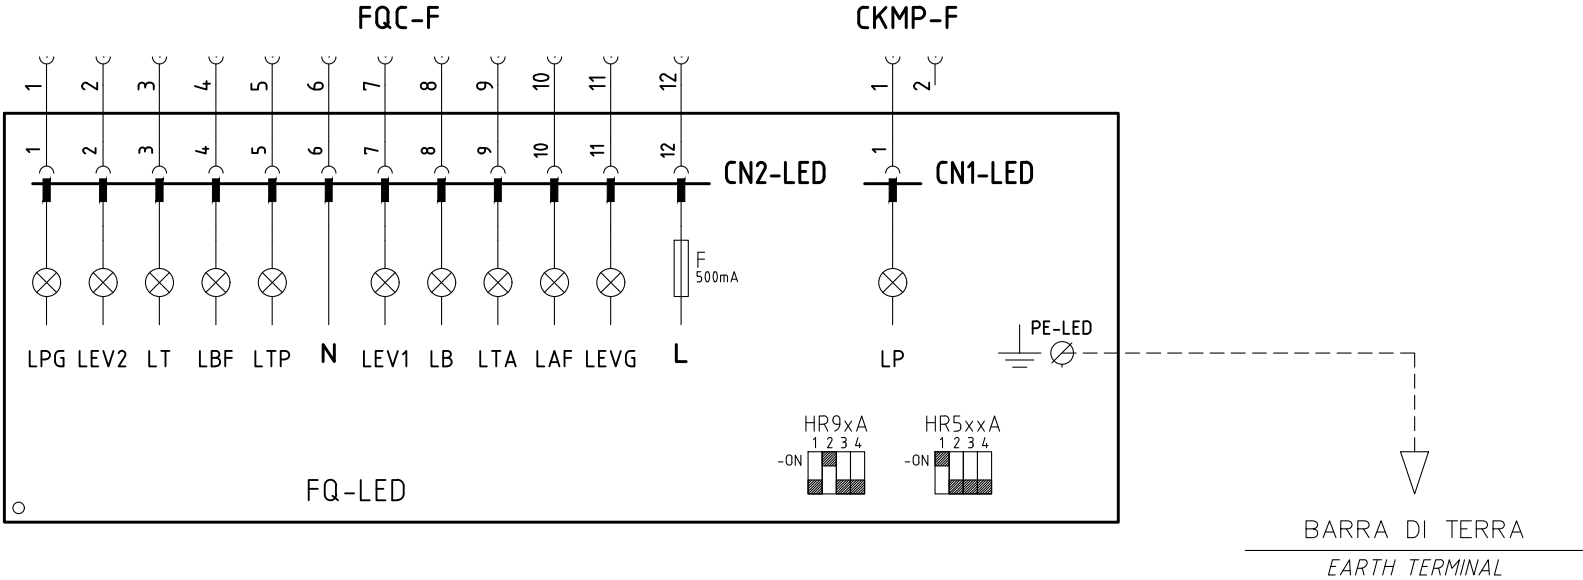 FQC-F CKMP-F
1 2 3 4 5 6 7 8 9 10 11 12 1 2
1 2 3 4 5 6 7 8 9 10 11 12 1
CN2-LED CN1-LED
F
500mA
PE-LED
LPG LEV2 LT LBF LTP N LEV1 LB LTA LAF LEVG L LP
HR9xA HR5xxA
1 2 3 4 1 2 3 4
-ON -ON
FQ-LED
BARRA DI TERRA
EARTH TERMINAL